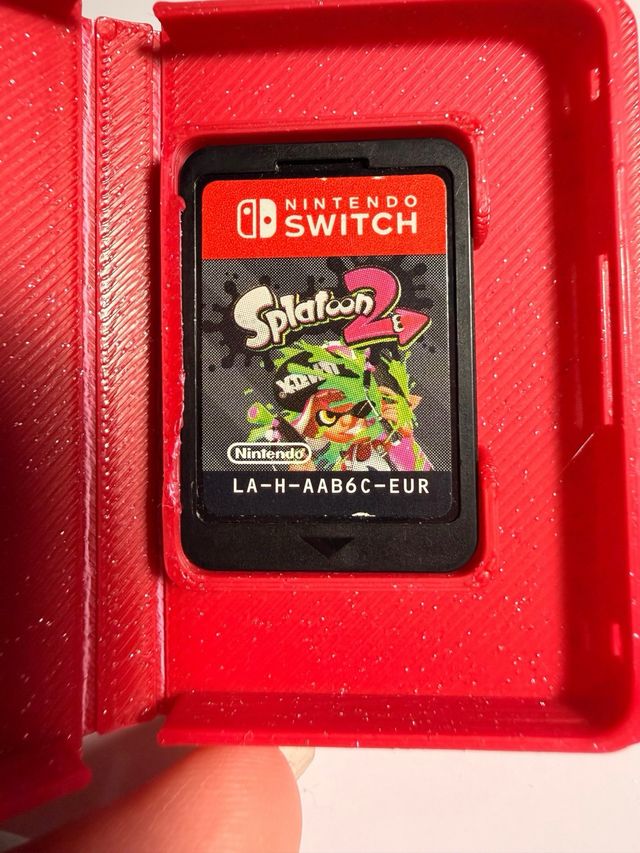 NINTENDO
SWITCH
Splatoon 2
Nintendo
LA-H-AAB6C-EUR